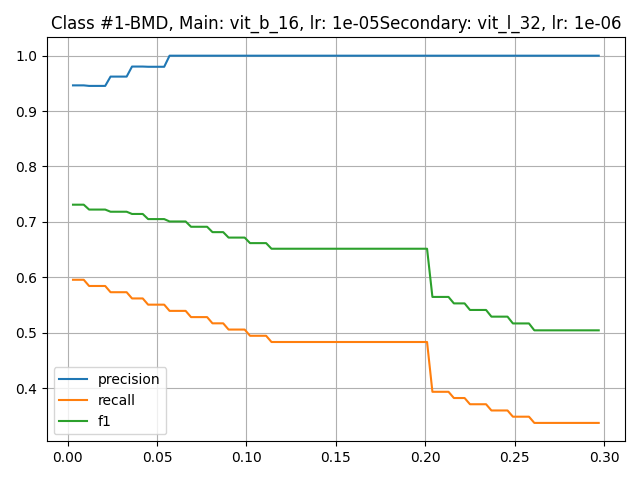 Class #1-BMD, Main: vit_b_16, lr: 1e-05Secondary: vit_l_32, lr: 1e-06
1.0
0.9
0.8
0.7
0.6
0.5
0.4
precision
recall
f1
0.00 0.05 0.10 0.15 0.20 0.25 0.30